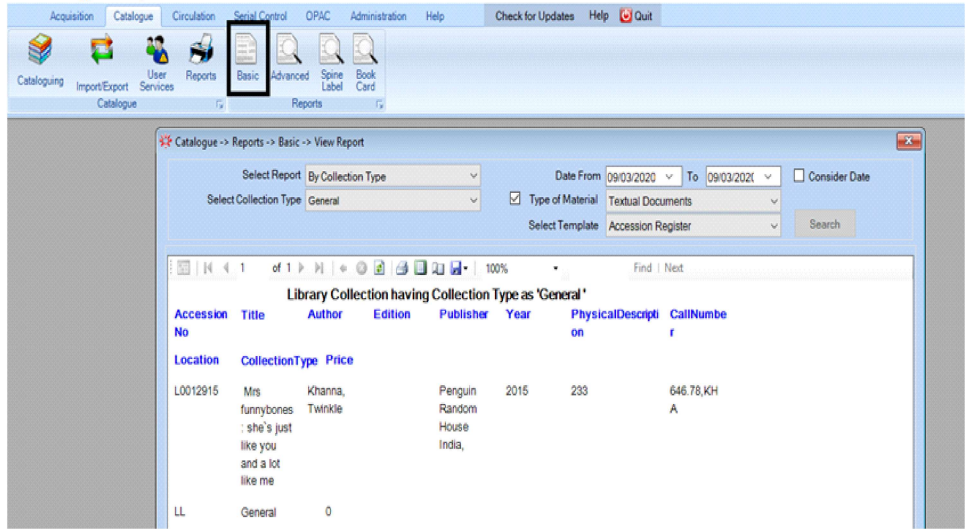 Acquisition Catalogue Circulation Serial Control OPAC Administration Help Check for Updates Help Quit
Cataloguing Import/Export User Services Reports Basic Advanced Spine Label Book Card
Catalogue Reports
Catalogue -> Reports -> Basic -> View Report
Select Report By Collection Type Date From 09/03/2020 To 09/03/202( Consider Date
Select Collection Type General Type of Material Textual Documents
Select Template Accession Register Search
1 of 1 100% Find | Next
Library Collection having Collection Type as 'General '
Accession Title Author Edition Publisher Year PhysicalDescripti CallNumbe
No on r
Location CollectionType Price
L0012915 Mrs Khanna, Penguin 2015 233 646.78,KH
funnybones Twinkle Random A
: she`s just House
like you India,
and a lot
like me
LL General 0